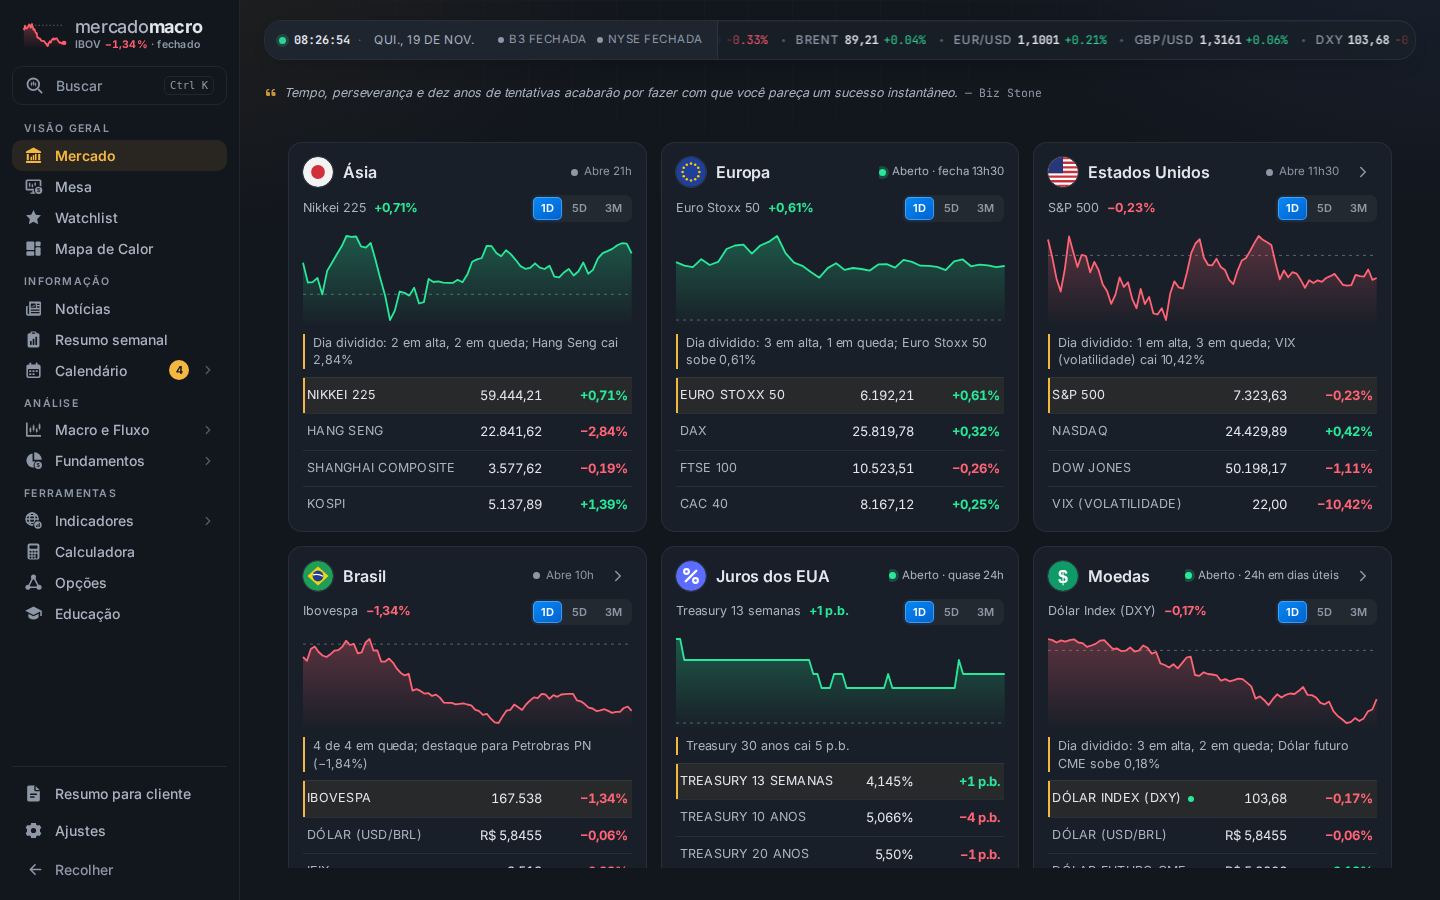 mercadomacro
IBOV −1,34% · fechado
Buscar Ctrl K
VISÃO GERAL
Mercado
Mesa
Watchlist
Mapa de Calor
INFORMAÇÃO
Notícias
Resumo semanal
Calendário 4
ANÁLISE
Macro e Fluxo
Fundamentos
FERRAMENTAS
Indicadores
Calculadora
Opções
Educação
Resumo para cliente
Ajustes
Recolher
08:26:54 · QUI., 19 DE NOV. B3 FECHADA NYSE FECHADA -0.33% • BRENT 89,21 +0.04% • EUR/USD 1,1001 +0.21% • GBP/USD 1,3161 +0.06% • DXY 103,68
“ Tempo, perseverança e dez anos de tentativas acabarão por fazer com que você pareça um sucesso instantâneo. — Biz Stone
Ásia Abre 21h
Nikkei 225 +0,71% 1D 5D 3M
Dia dividido: 2 em alta, 2 em queda; Hang Seng cai
2,84%
NIKKEI 225 59.444,21 +0,71%
HANG SENG 22.841,62 −2,84%
SHANGHAI COMPOSITE 3.577,62 −0,19%
KOSPI 5.137,89 +1,39%
Europa Aberto · fecha 13h30
Euro Stoxx 50 +0,61% 1D 5D 3M
Dia dividido: 3 em alta, 1 em queda; Euro Stoxx 50
sobe 0,61%
EURO STOXX 50 6.192,21 +0,61%
DAX 25.819,78 +0,32%
FTSE 100 10.523,51 −0,26%
CAC 40 8.167,12 +0,25%
Estados Unidos Abre 11h30
S&P 500 −0,23% 1D 5D 3M
Dia dividido: 1 em alta, 3 em queda; VIX
(volatilidade) cai 10,42%
S&P 500 7.323,63 −0,23%
NASDAQ 24.429,89 +0,42%
DOW JONES 50.198,17 −1,11%
VIX (VOLATILIDADE) 22,00 −10,42%
Brasil Abre 10h
Ibovespa −1,34% 1D 5D 3M
4 de 4 em queda; destaque para Petrobras PN
(−1,84%)
IBOVESPA 167.538 −1,34%
DÓLAR (USD/BRL) R$ 5,8455 −0,06%
% Juros dos EUA Aberto · quase 24h
Treasury 13 semanas +1 p.b. 1D 5D 3M
Treasury 30 anos cai 5 p.b.
TREASURY 13 SEMANAS 4,145% +1 p.b.
TREASURY 10 ANOS 5,066% −4 p.b.
TREASURY 20 ANOS 5,50% −1 p.b.
$ Moedas Aberto · 24h em dias úteis
Dólar Index (DXY) −0,17% 1D 5D 3M
Dia dividido: 3 em alta, 2 em queda; Dólar futuro
CME sobe 0,18%
DÓLAR INDEX (DXY) 103,68 −0,17%
DÓLAR (USD/BRL) R$ 5,8455 −0,06%